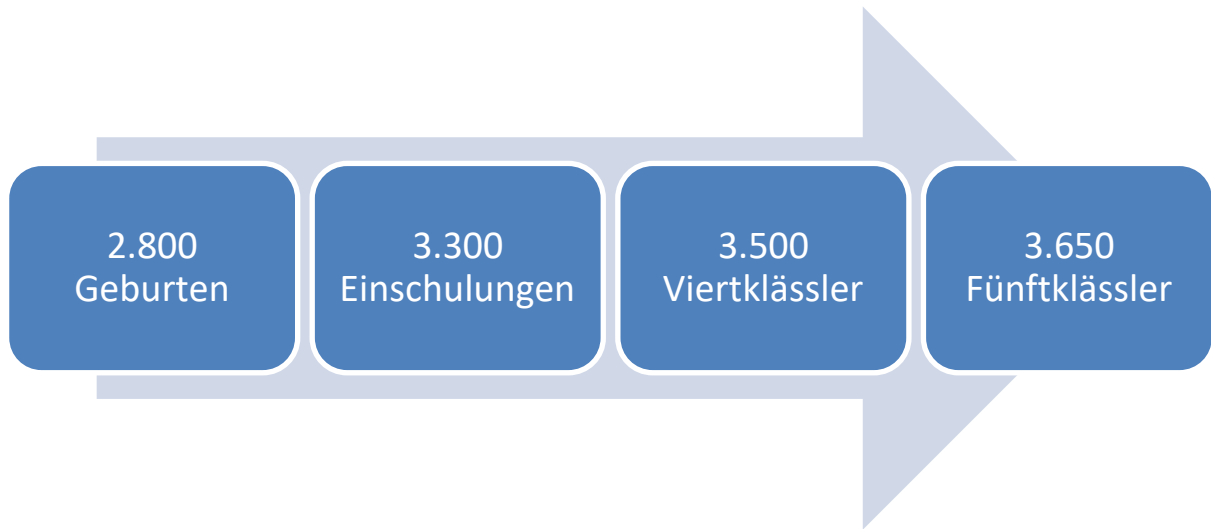 2.800
Geburten
3.300
Einschulungen
3.500
Viertklässler
3.650
Fünftklässler